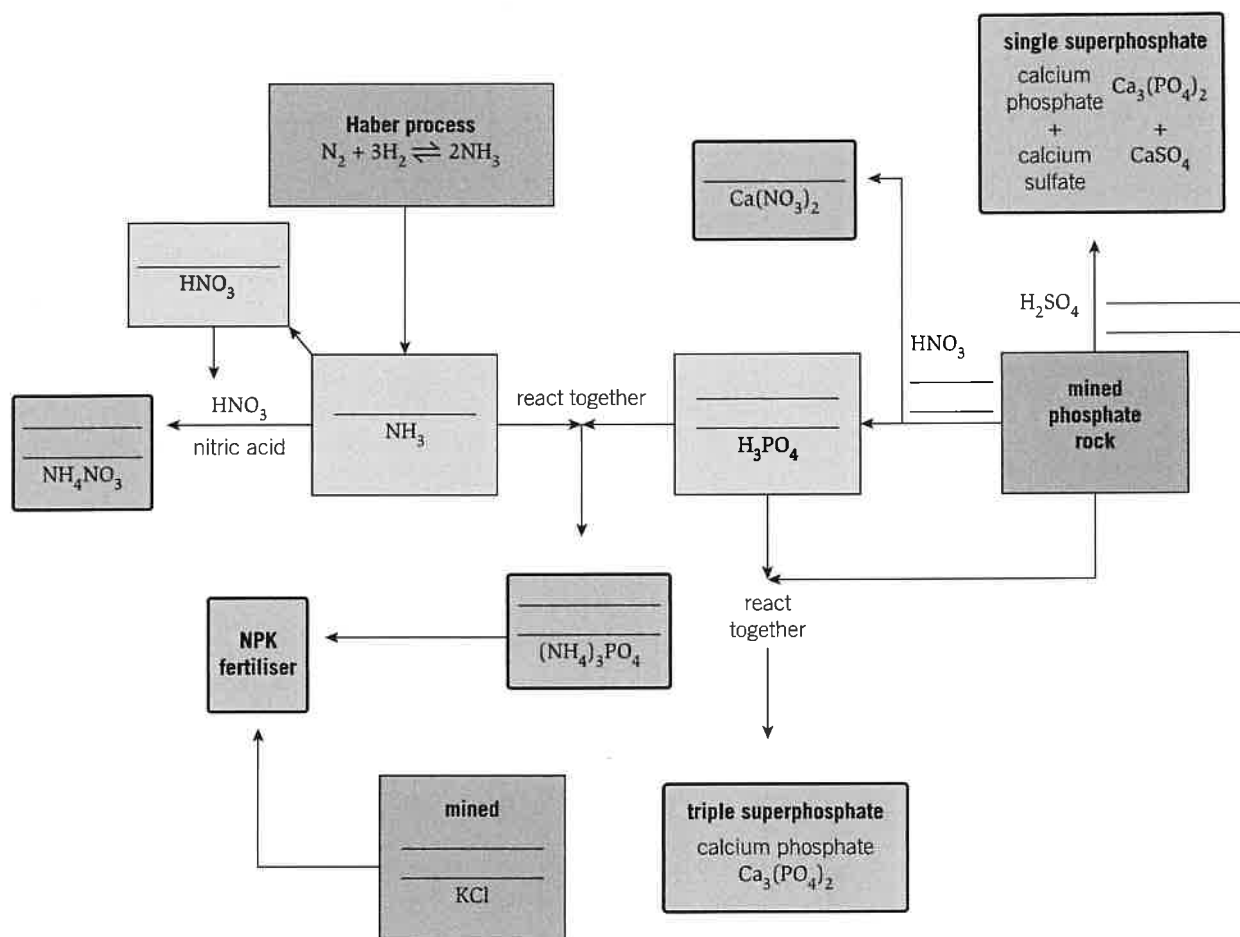 single superphosphate
calcium
phosphate
Ca₃(PO₄)₂
+
+
calcium
sulfate
CaSO₄
Haber process
N₂ + 3H₂ ⇌ 2NH₃
Ca(NO₃)₂
HNO₃
H₂SO₄
HNO₃
mined
phosphate
rock
HNO₃
nitric acid
NH₃
react together
H₃PO₄
NH₄NO₃
react
together
NPK
fertiliser
(NH₄)₃PO₄
mined
KCl
triple superphosphate
calcium phosphate
Ca₃(PO₄)₂